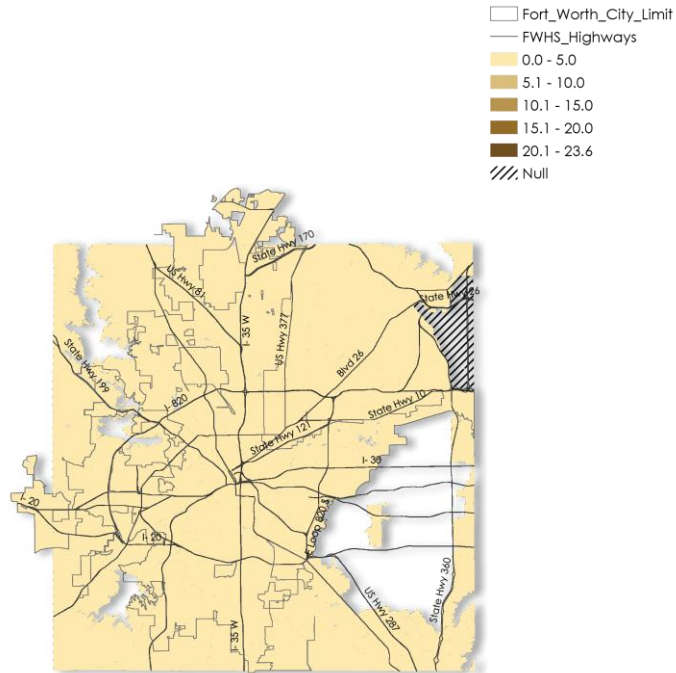 Fort_Worth_City_Limit
FWHS_Highways
0.0 - 5.0
5.1 - 10.0
10.1 - 15.0
15.1 - 20.0
20.1 - 23.6
Null
State Hwy 170
US Hwy 81
I- 35 W
US Hwy 377
State Hwy 26
State Hwy 199
Blvd 26
I- 820
State Hwy 10
State Hwy 121
I- 30
I- 20
Loop 820 S
I- 20
I- 35 W
US Hwy 287
State Hwy 360